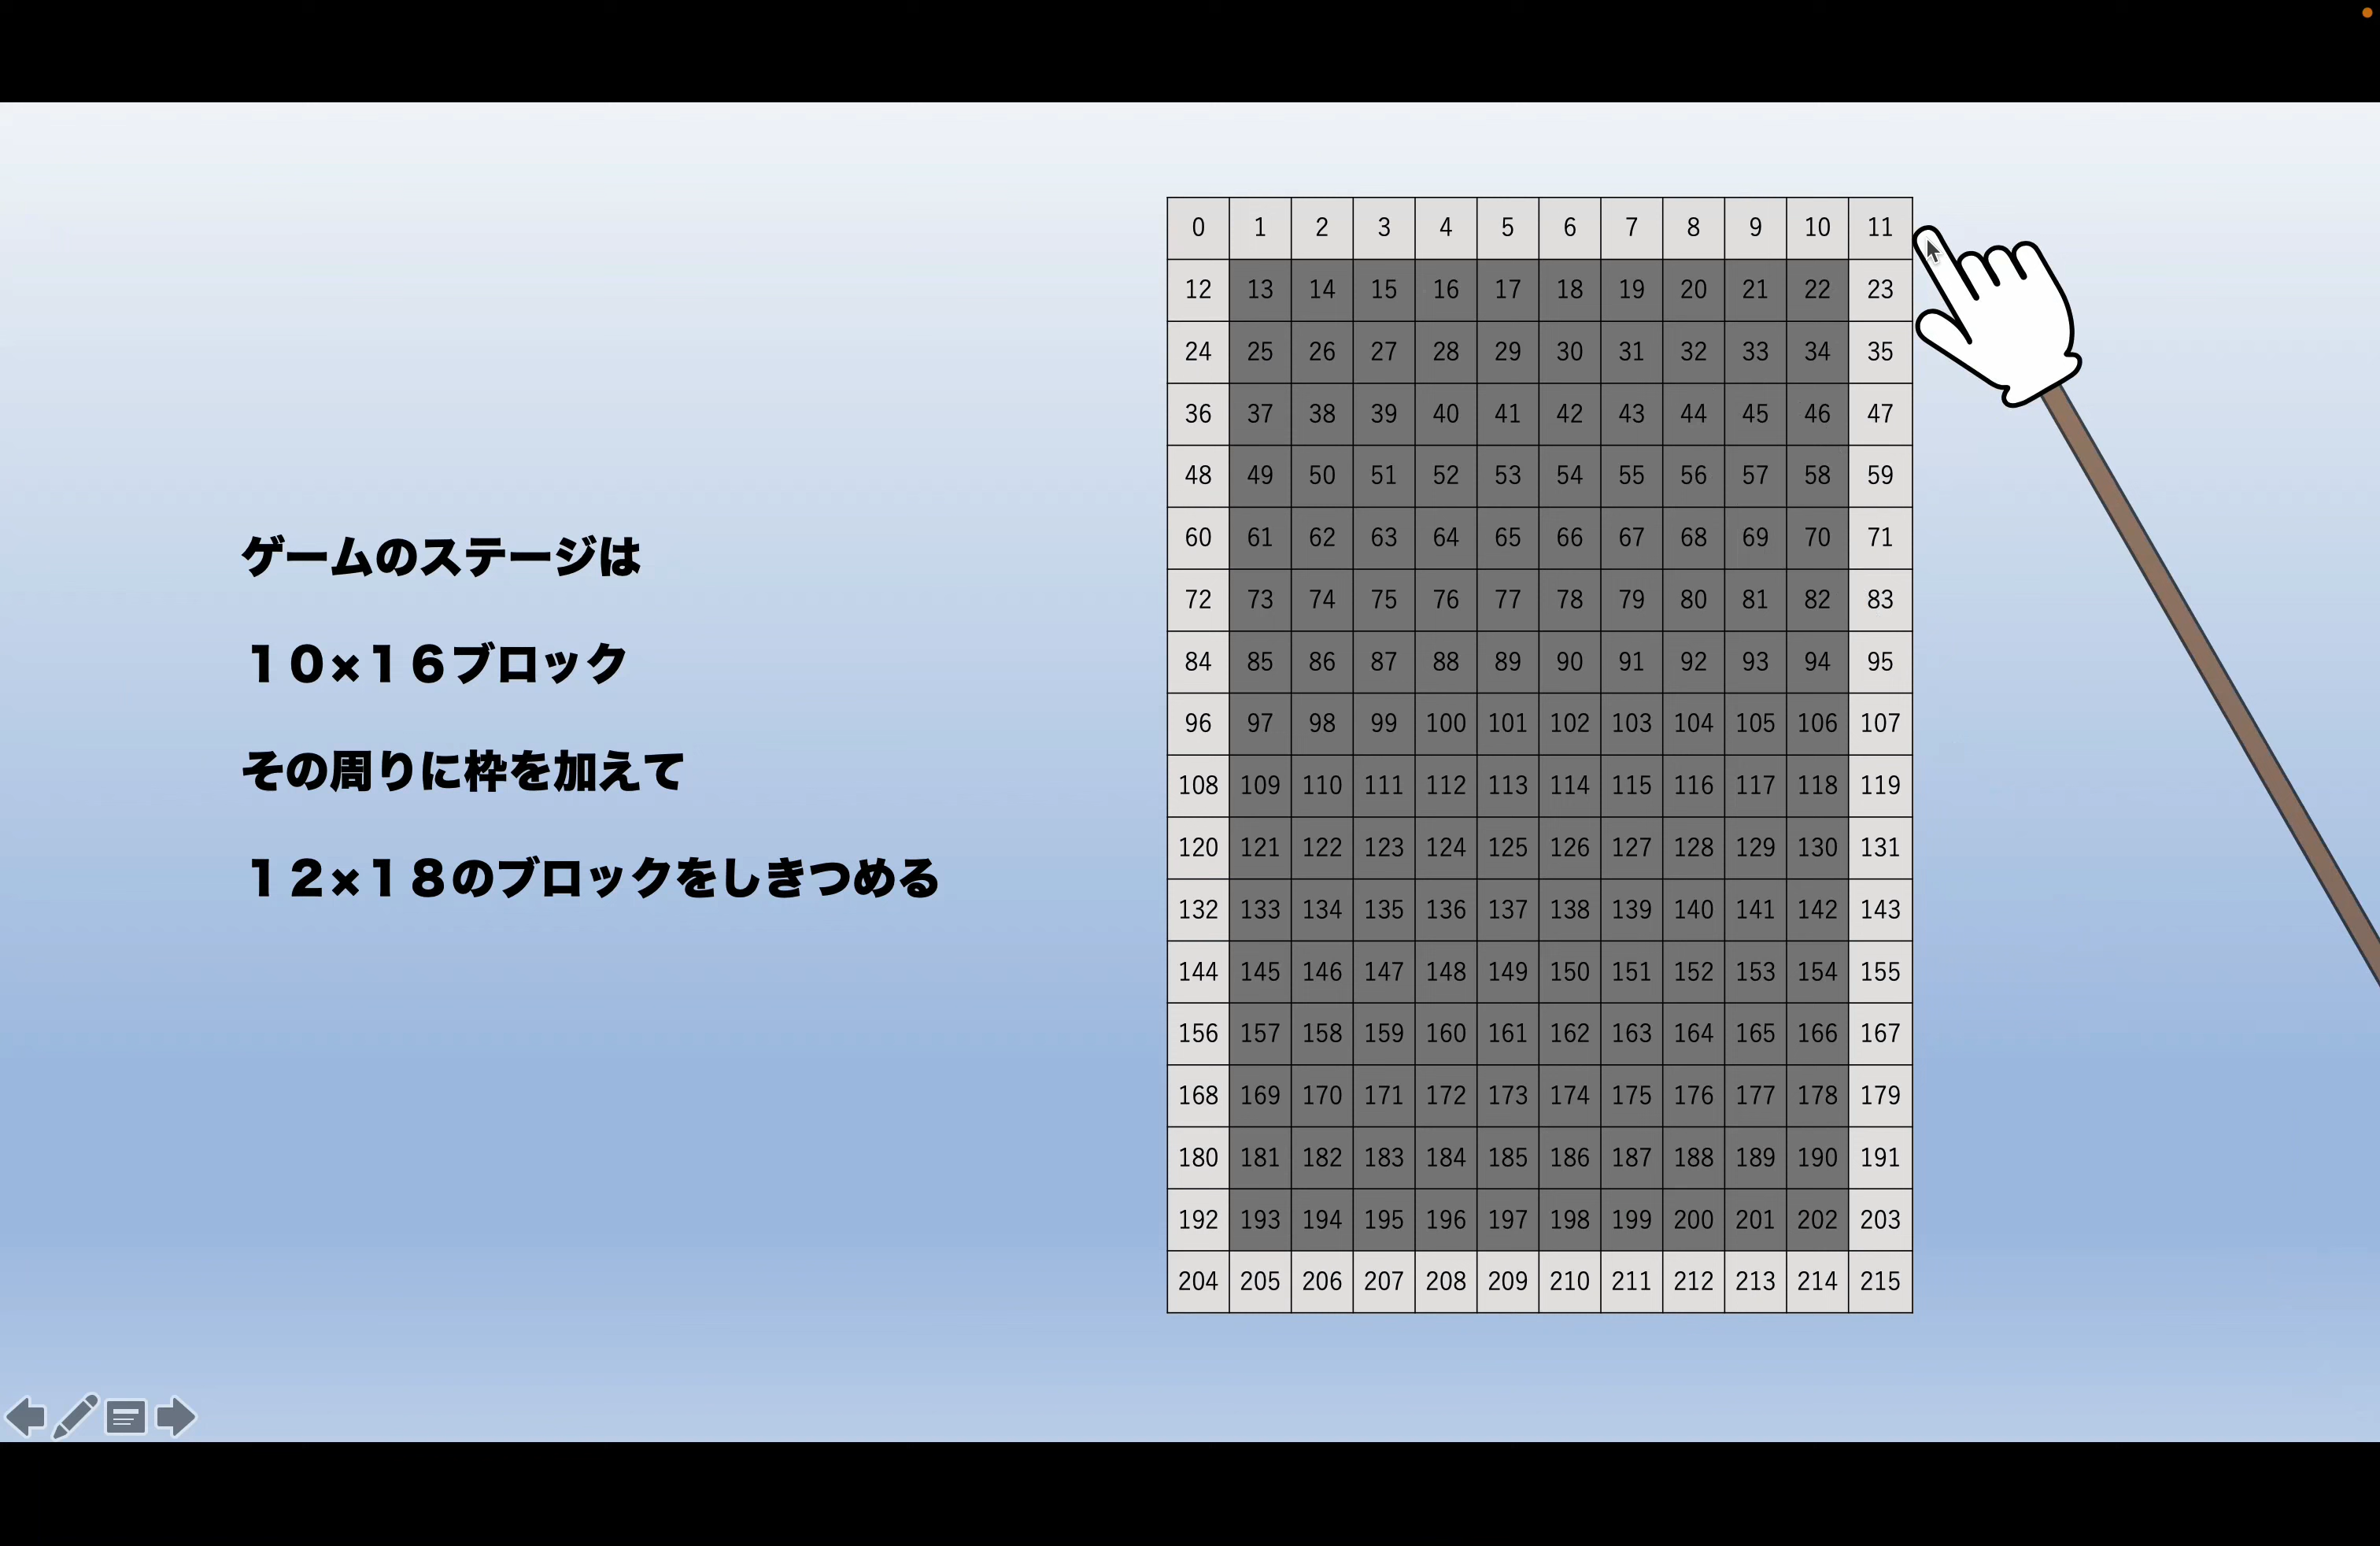 ゲームのステージは
１０×１６ブロック
その周りに枠を加えて
１２×１８のブロックをしきつめる
0 1 2 3 4 5 6 7 8 9 10 11
12 13 14 15 16 17 18 19 20 21 22 23
24 25 26 27 28 29 30 31 32 33 34 35
36 37 38 39 40 41 42 43 44 45 46 47
48 49 50 51 52 53 54 55 56 57 58 59
60 61 62 63 64 65 66 67 68 69 70 71
72 73 74 75 76 77 78 79 80 81 82 83
84 85 86 87 88 89 90 91 92 93 94 95
96 97 98 99 100 101 102 103 104 105 106 107
108 109 110 111 112 113 114 115 116 117 118 119
120 121 122 123 124 125 126 127 128 129 130 131
132 133 134 135 136 137 138 139 140 141 142 143
144 145 146 147 148 149 150 151 152 153 154 155
156 157 158 159 160 161 162 163 164 165 166 167
168 169 170 171 172 173 174 175 176 177 178 179
180 181 182 183 184 185 186 187 188 189 190 191
192 193 194 195 196 197 198 199 200 201 202 203
204 205 206 207 208 209 210 211 212 213 214 215